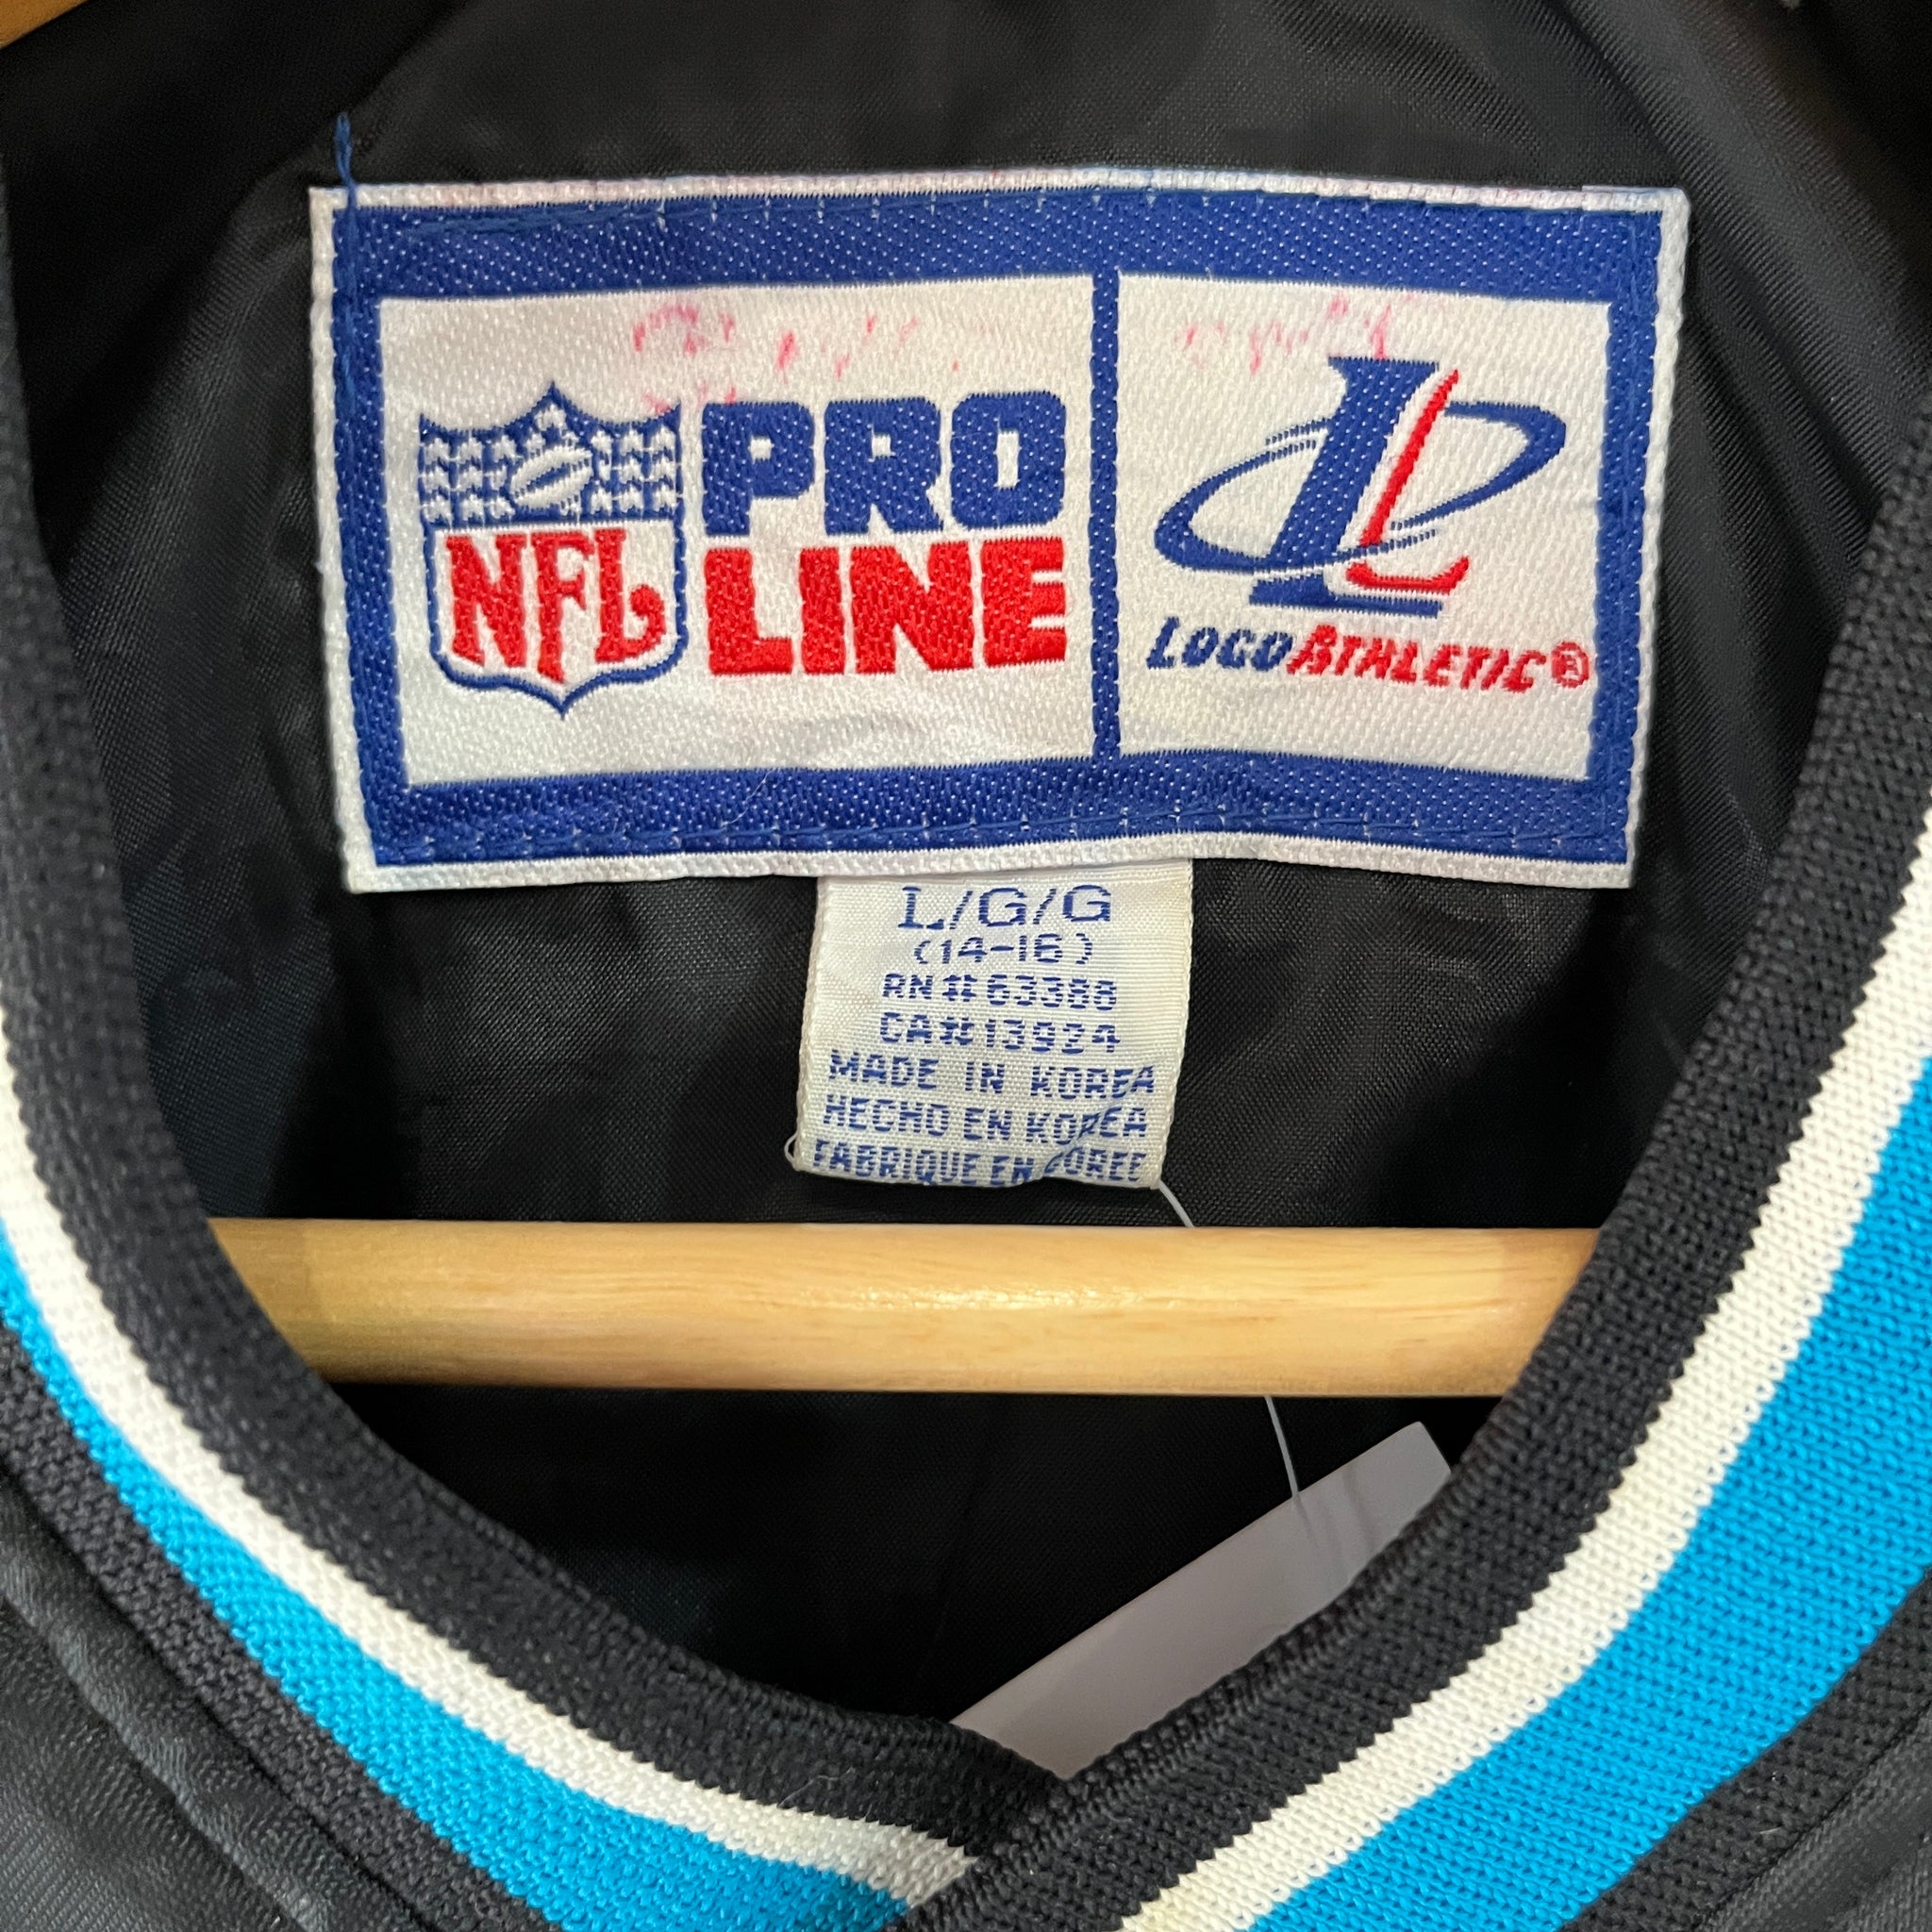 NFL
PRO
LINE
LOGO ATHLETIC®
L/G/G
(14-16)
RN#63388
CA#13924
MADE IN KOREA
HECHO EN KOREA
FABRIQUE EN COREE